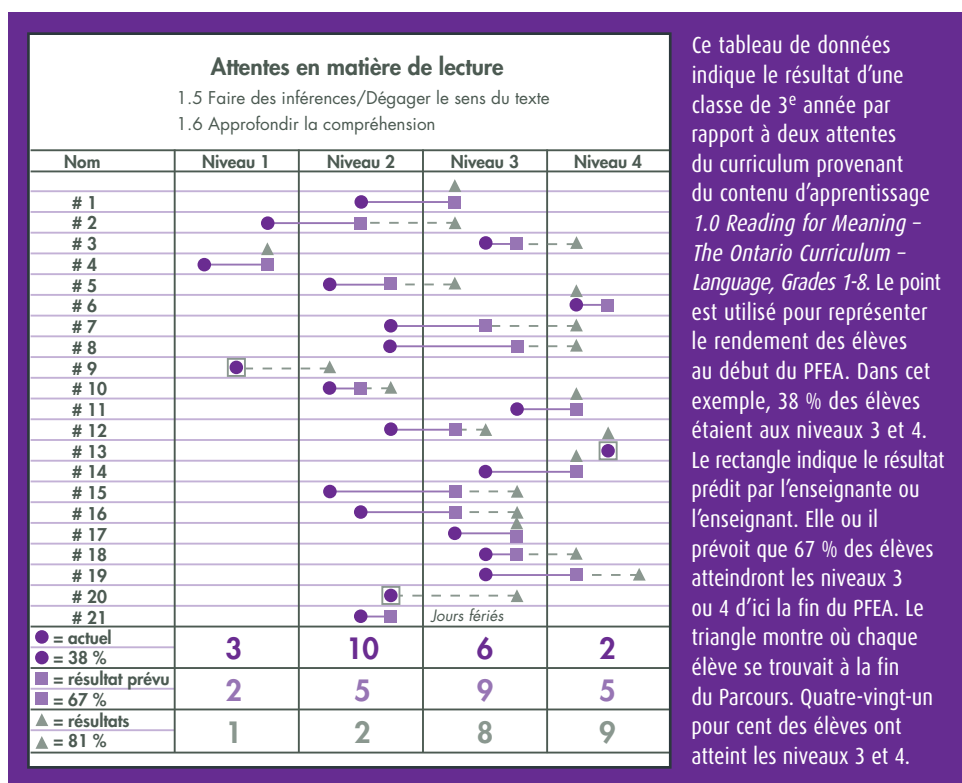 Attentes en matière de lecture
1.5 Faire des inférences/Dégager le sens du texte
1.6 Approfondir la compréhension
Nom Niveau 1 Niveau 2 Niveau 3 Niveau 4
# 1
# 2
# 3
# 4
# 5
# 6
# 7
# 8
# 9
# 10
# 11
# 12
# 13
# 14
# 15
# 16
# 17
# 18
# 19
# 20
# 21 Jours fériés
= actuel
= 38 %
3 10 6 2
= résultat prévu
= 67 %
2 5 9 5
= résultats
= 81 %
1 2 8 9
Ce tableau de données
indique le résultat d'une
classe de 3e année par
rapport à deux attentes
du curriculum provenant
du contenu d'apprentissage
1.0 Reading for Meaning –
The Ontario Curriculum –
Language, Grades 1-8. Le point
est utilisé pour représenter
le rendement des élèves
au début du PFEA. Dans cet
exemple, 38 % des élèves
étaient aux niveaux 3 et 4.
Le rectangle indique le résultat
prédit par l'enseignante ou
l'enseignant. Elle ou il
prévoit que 67 % des élèves
atteindront les niveaux 3
ou 4 d'ici la fin du PFEA. Le
triangle montre où chaque
élève se trouvait à la fin
du Parcours. Quatre-vingt-un
pour cent des élèves ont
atteint les niveaux 3 et 4.